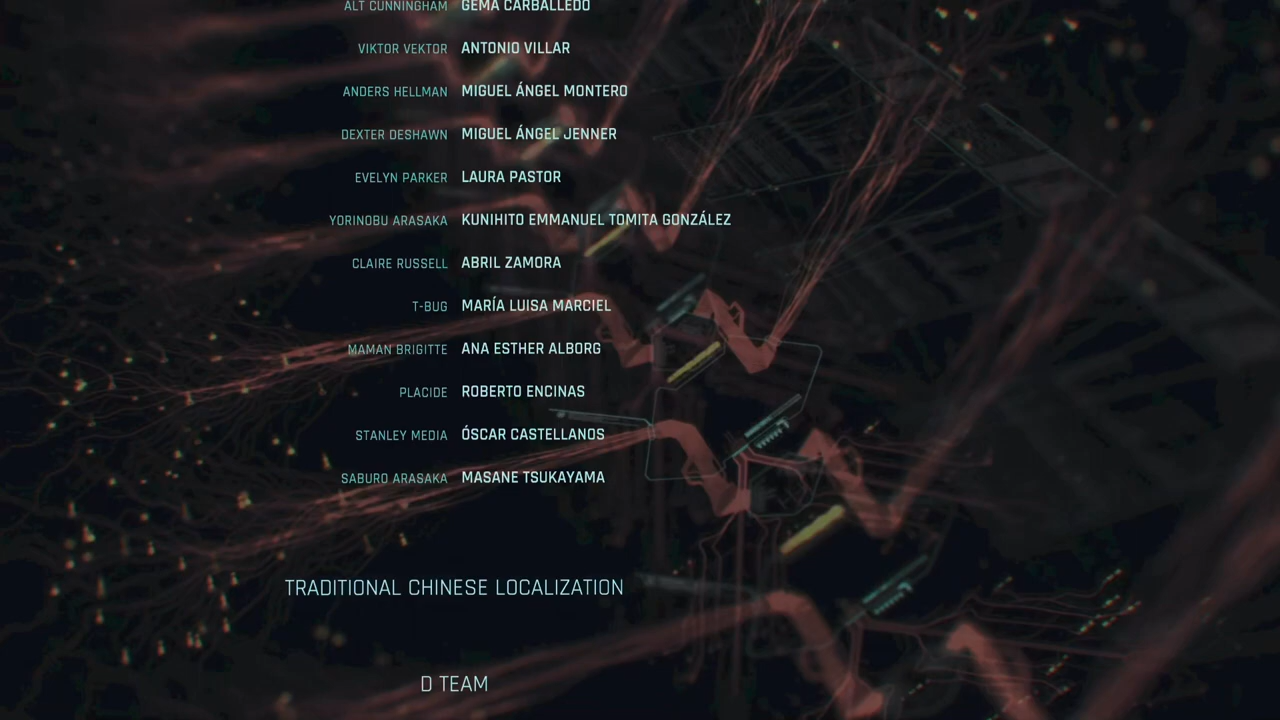 ALT CUNNINGHAM GEMA CARBALLEDO
VIKTOR VEKTOR ANTONIO VILLAR
ANDERS HELLMAN MIGUEL ÁNGEL MONTERO
DEXTER DESHAWN MIGUEL ÁNGEL JENNER
EVELYN PARKER LAURA PASTOR
YORINOBU ARASAKA KUNIHITO EMMANUEL TOMITA GONZÁLEZ
CLAIRE RUSSELL ABRIL ZAMORA
T-BUG MARÍA LUISA MARCIEL
MAMAN BRIGITTE ANA ESTHER ALBORG
PLACIDE ROBERTO ENCINAS
STANLEY MEDIA ÓSCAR CASTELLANOS
SABURO ARASAKA MASANE TSUKAYAMA
TRADITIONAL CHINESE LOCALIZATION
D TEAM